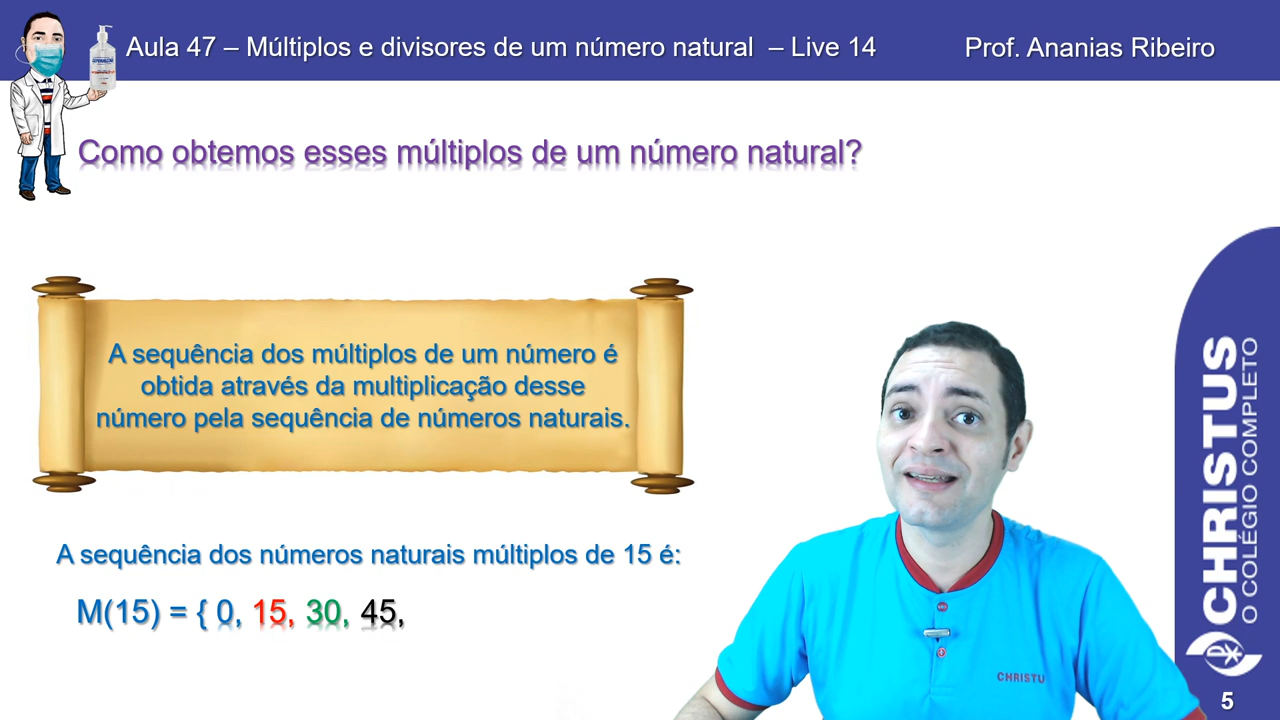 Aula 47 – Múltiplos e divisores de um número natural – Live 14
Prof. Ananias Ribeiro
Como obtemos esses múltiplos de um número natural?
A sequência dos múltiplos de um número é
obtida através da multiplicação desse
número pela sequência de números naturais.
A sequência dos números naturais múltiplos de 15 é:
M(15) = { 0, 15, 30, 45,
CHRISTUS
O COLÉGIO COMPLETO
CHRISTU
5